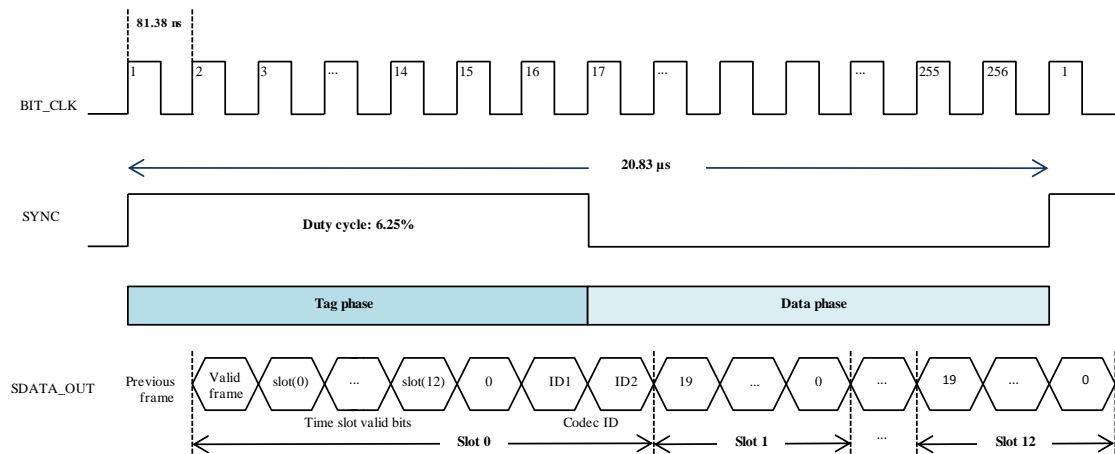 81.38 ns
1 2 3 ... 14 15 16 17 ... ... 255 256 1
BIT_CLK
20.83 µs
SYNC
Duty cycle: 6.25%
Tag phase Data phase
SDATA_OUT
Previous frame
Valid frame
slot(0) ... slot(12) 0 ID1 ID2 19 ... 0 ... 19 ... 0
Time slot valid bits Codec ID
Slot 0 Slot 1 ... Slot 12